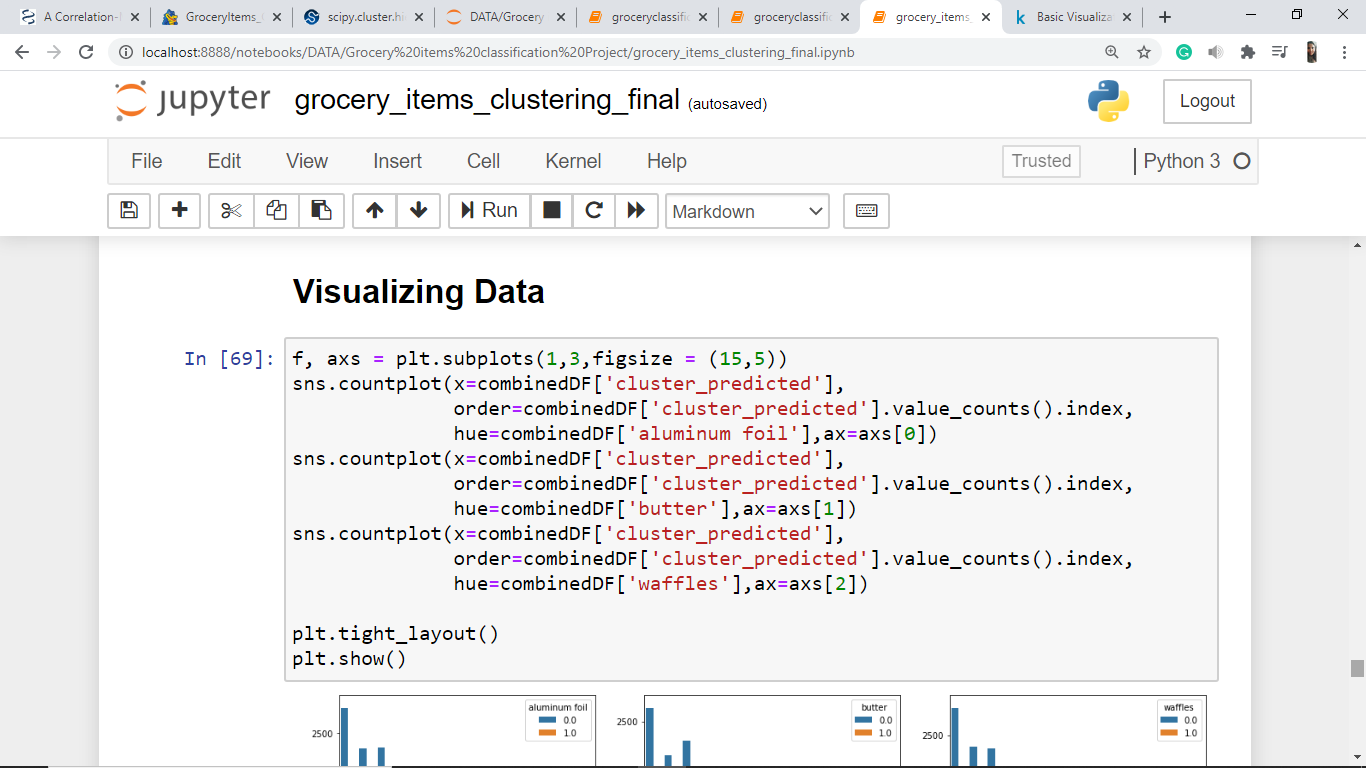 A Correlation-
GroceryItems_
scipy.cluster.hi
DATA/Grocery
groceryclassific
groceryclassific
grocery_items_
Basic Visualiza
localhost:8888/notebooks/DATA/Grocery%20items%20classification%20Project/grocery_items_clustering_final.ipynb
jupyter grocery_items_clustering_final (autosaved)
Logout
File Edit View Insert Cell Kernel Help
Trusted
Python 3
Run
Markdown
Visualizing Data
In [69]:
f, axs = plt.subplots(1,3,figsize = (15,5))
sns.countplot(x=combinedDF['cluster_predicted'],
order=combinedDF['cluster_predicted'].value_counts().index,
hue=combinedDF['aluminum foil'],ax=axs[0])
sns.countplot(x=combinedDF['cluster_predicted'],
order=combinedDF['cluster_predicted'].value_counts().index,
hue=combinedDF['butter'],ax=axs[1])
sns.countplot(x=combinedDF['cluster_predicted'],
order=combinedDF['cluster_predicted'].value_counts().index,
hue=combinedDF['waffles'],ax=axs[2])
plt.tight_layout()
plt.show()
aluminum foil
0.0
1.0
2500
butter
0.0
1.0
2500
waffles
0.0
1.0
2500